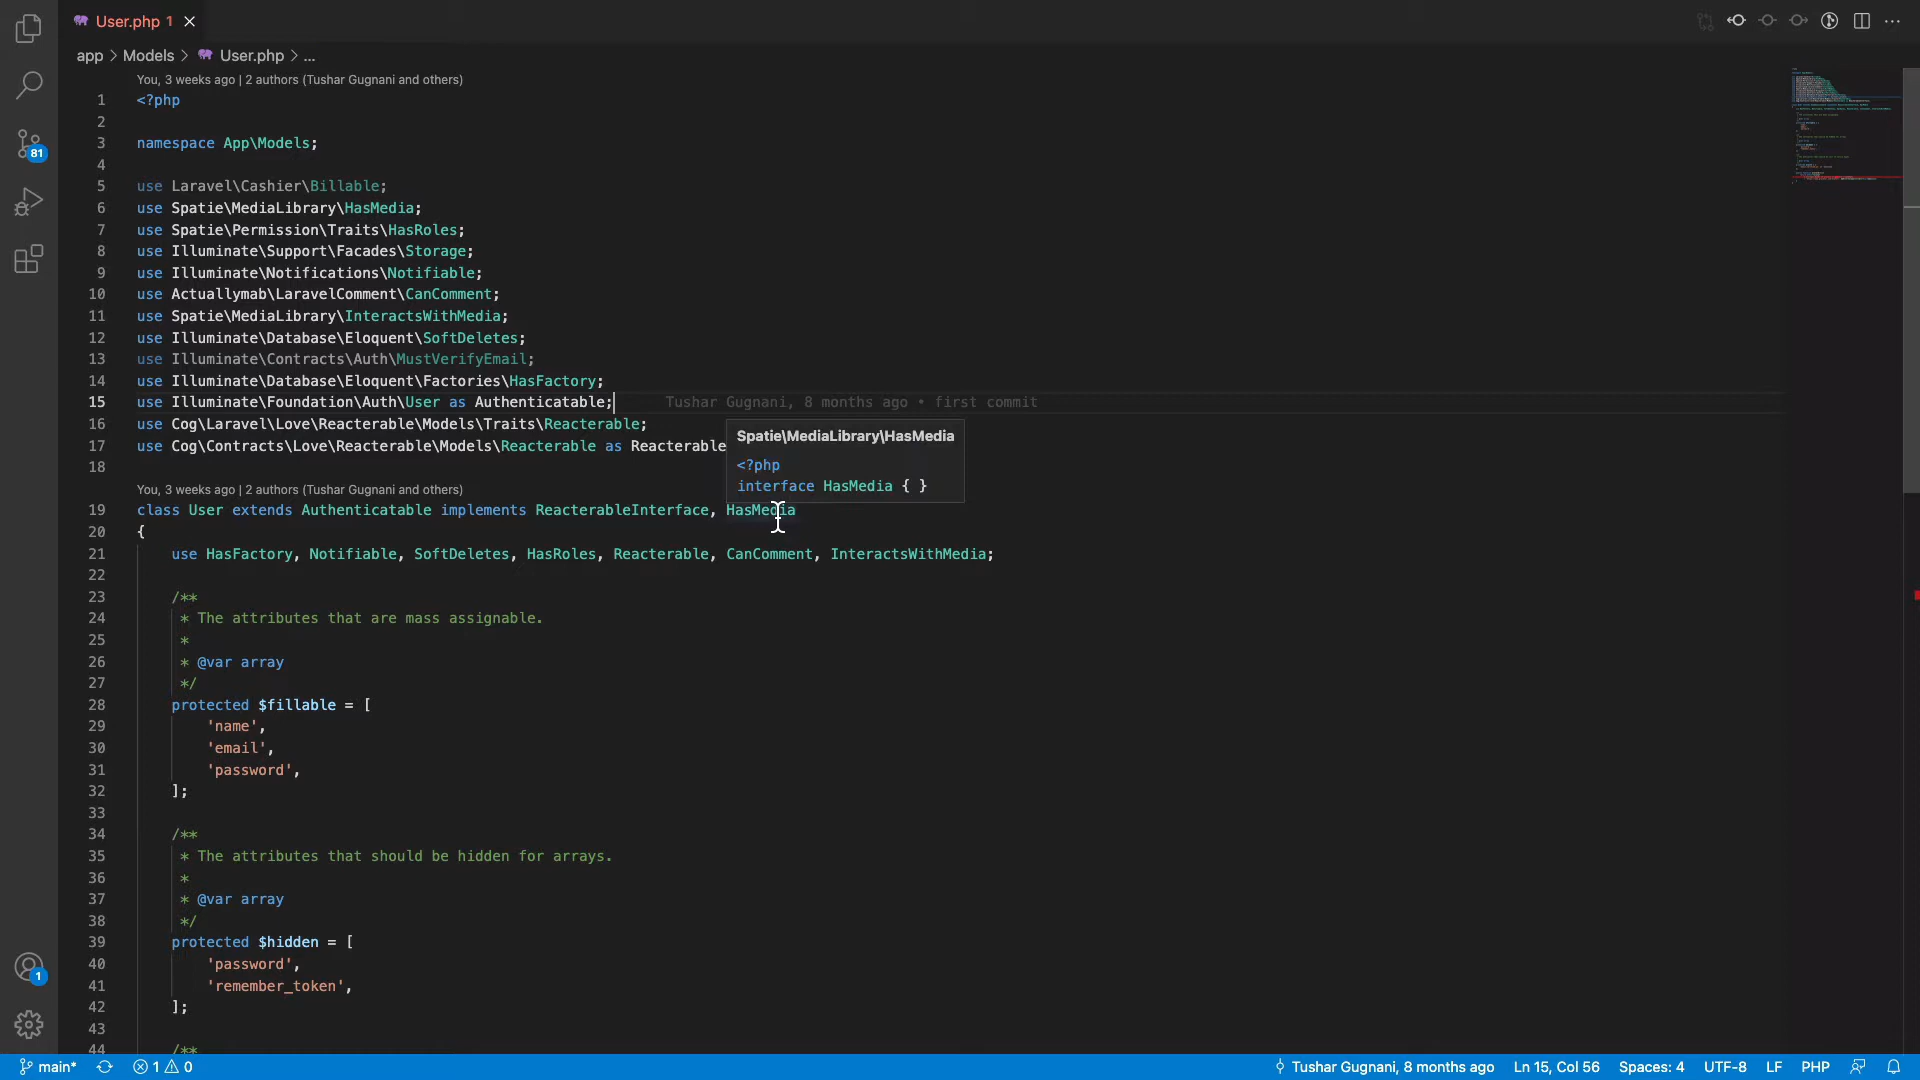 User.php 1
app > Models > User.php > ...
You, 3 weeks ago | 2 authors (Tushar Gugnani and others)
1 <?php
2
3 namespace App\Models;
4
5 use Laravel\Cashier\Billable;
6 use Spatie\MediaLibrary\HasMedia;
7 use Spatie\Permission\Traits\HasRoles;
8 use Illuminate\Support\Facades\Storage;
9 use Illuminate\Notifications\Notifiable;
10 use Actuallymab\LaravelComment\CanComment;
11 use Spatie\MediaLibrary\InteractsWithMedia;
12 use Illuminate\Database\Eloquent\SoftDeletes;
13 use Illuminate\Contracts\Auth\MustVerifyEmail;
14 use Illuminate\Database\Eloquent\Factories\HasFactory;
15 use Illuminate\Foundation\Auth\User as Authenticatable; Tushar Gugnani, 8 months ago • first commit
16 use Cog\Laravel\Love\Reacterable\Models\Traits\Reacterable;
17 use Cog\Contracts\Love\Reacterable\Models\Reacterable as Reacterable
18
Spatie\MediaLibrary\HasMedia
<?php
interface HasMedia { }
You, 3 weeks ago | 2 authors (Tushar Gugnani and others)
19 class User extends Authenticatable implements ReacterableInterface, HasMedia
20 {
21 use HasFactory, Notifiable, SoftDeletes, HasRoles, Reacterable, CanComment, InteractsWithMedia;
22
23 /**
24 * The attributes that are mass assignable.
25 *
26 * @var array
27 */
28 protected $fillable = [
29 'name',
30 'email',
31 'password',
32 ];
33
34 /**
35 * The attributes that should be hidden for arrays.
36 *
37 * @var array
38 */
39 protected $hidden = [
40 'password',
41 'remember_token',
42 ];
43
44 /**
81
1
main* 1 0 Tushar Gugnani, 8 months ago Ln 15, Col 56 Spaces: 4 UTF-8 LF PHP